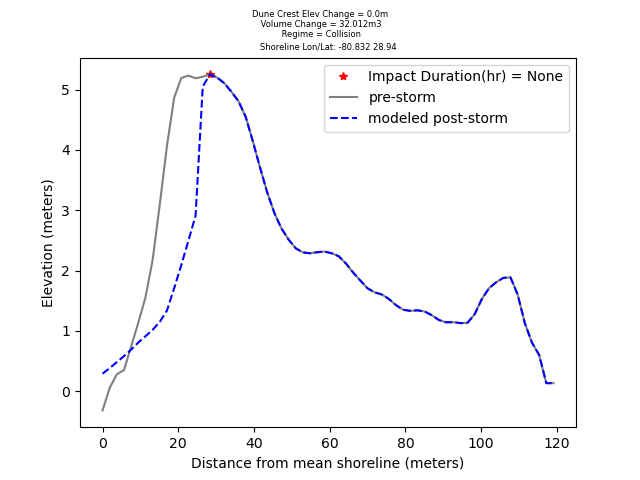 Dune Crest Elev Change = 0.0m
Volume Change = 32.012m3
Regime = Collision
Shoreline Lon/Lat: -80.832 28.94
Impact Duration(hr) = None
pre-storm
modeled post-storm
Elevation (meters)
5
4
3
2
1
0
0 20 40 60 80 100 120
Distance from mean shoreline (meters)